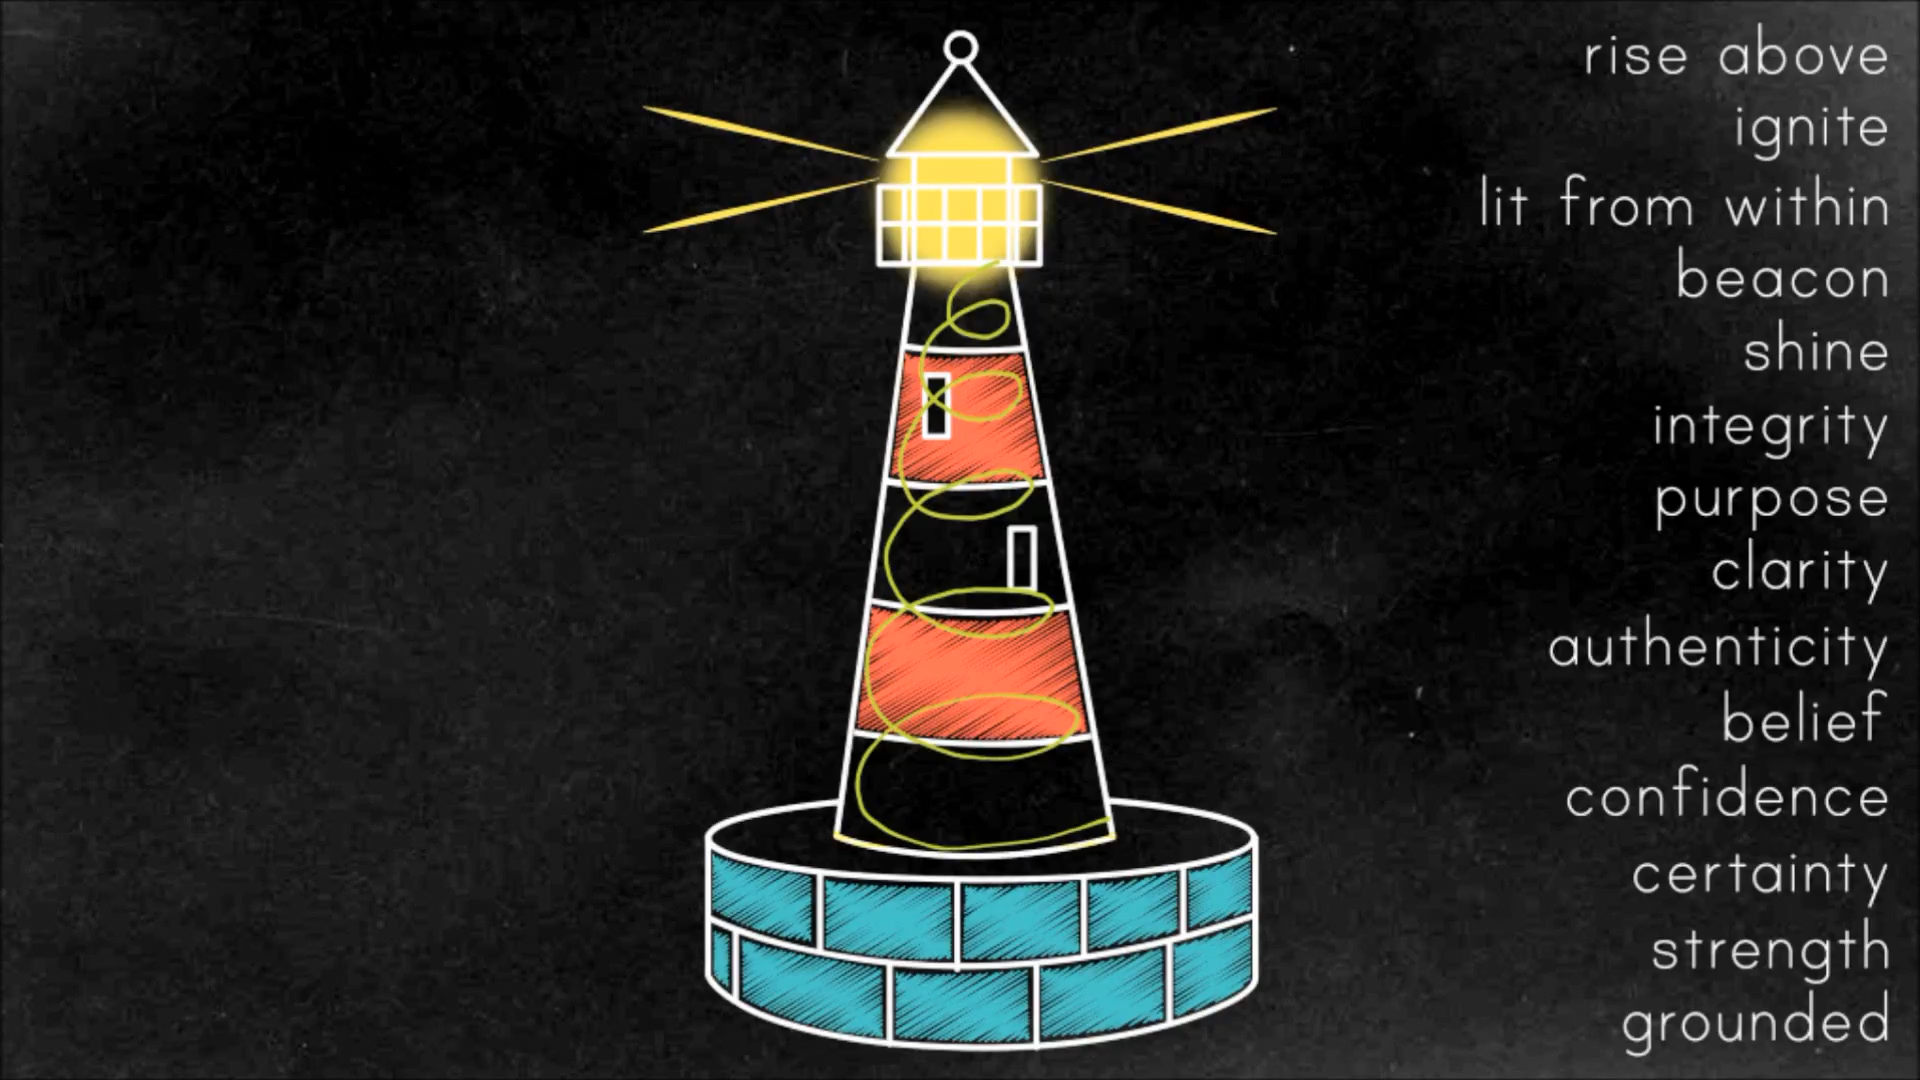 rise above
ignite
lit from within
beacon
shine
integrity
purpose
clarity
authenticity
belief
confidence
certainty
strength
grounded